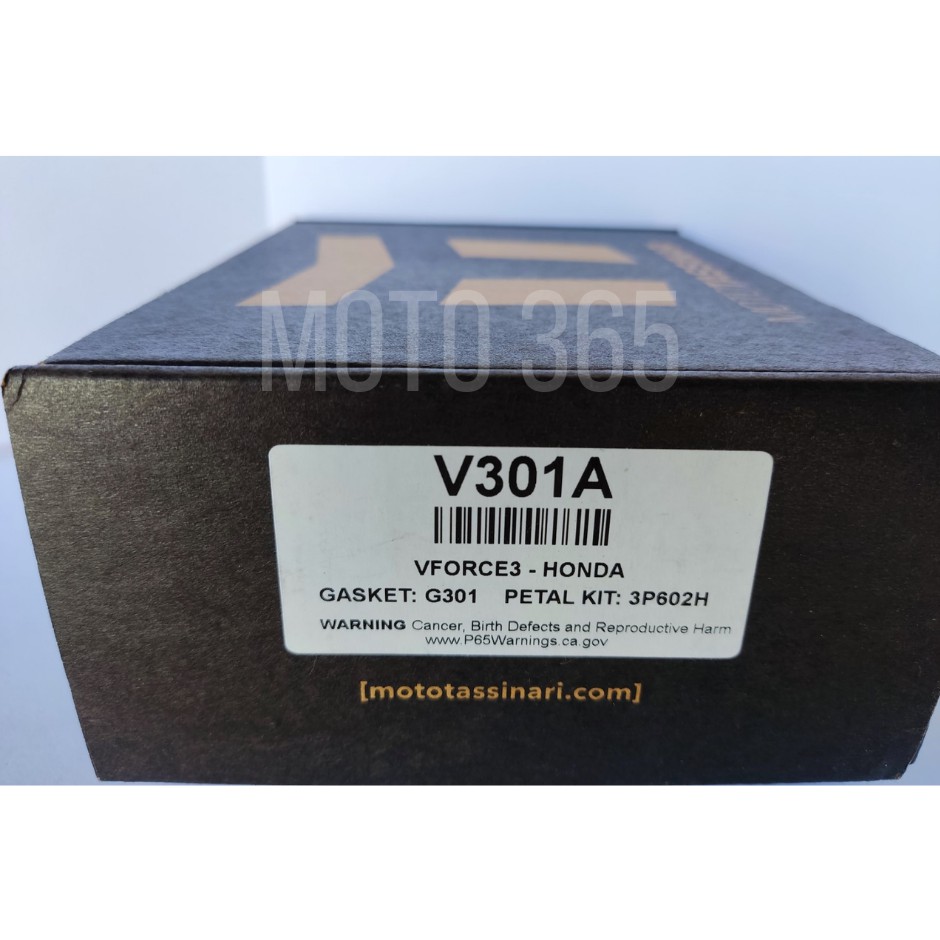 MOTO 365
V301A
VFORCE3 - HONDA
GASKET: G301 PETAL KIT: 3P602H
WARNING Cancer, Birth Defects and Reproductive Harm
www.P65Warnings.ca.gov
[mototassinari.com]